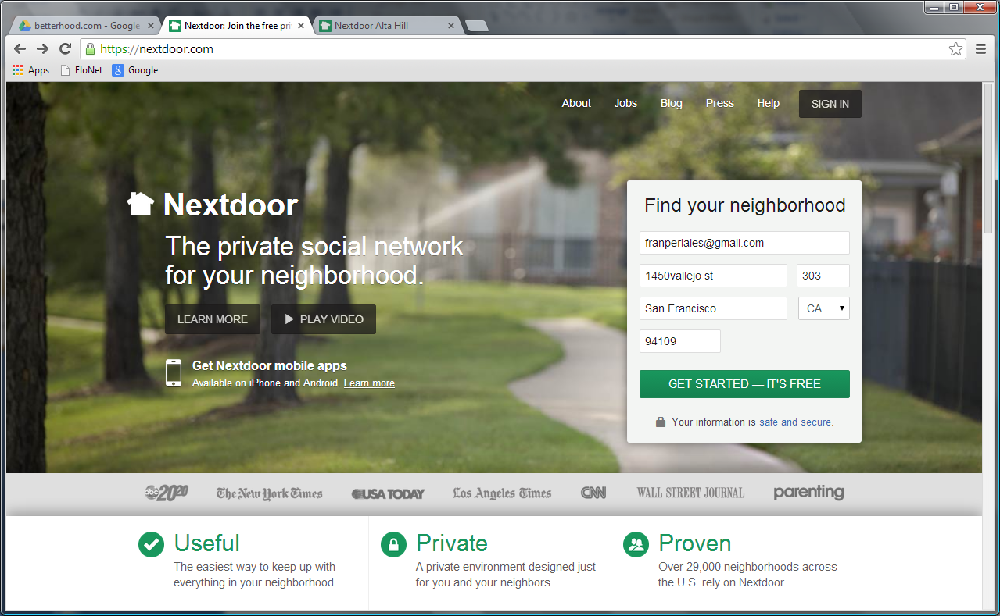 betterhood.com - Google
Nextdoor: Join the free pri
Nextdoor Alta Hill
https://nextdoor.com
Apps
EloNet
Google
About
Jobs
Blog
Press
Help
SIGN IN
Nextdoor
The private social network
for your neighborhood.
LEARN MORE
PLAY VIDEO
Get Nextdoor mobile apps
Available on iPhone and Android. Learn more
Find your neighborhood
franperiales@gmail.com
1450vallejo st
303
San Francisco
CA
94109
GET STARTED — IT'S FREE
Your information is safe and secure.
abc 20/20
The New York Times
USA TODAY
Los Angeles Times
CNN
WALL STREET JOURNAL
parenting
Useful
The easiest way to keep up with
everything in your neighborhood.
Private
A private environment designed just
for you and your neighbors.
Proven
Over 29,000 neighborhoods across
the U.S. rely on Nextdoor.